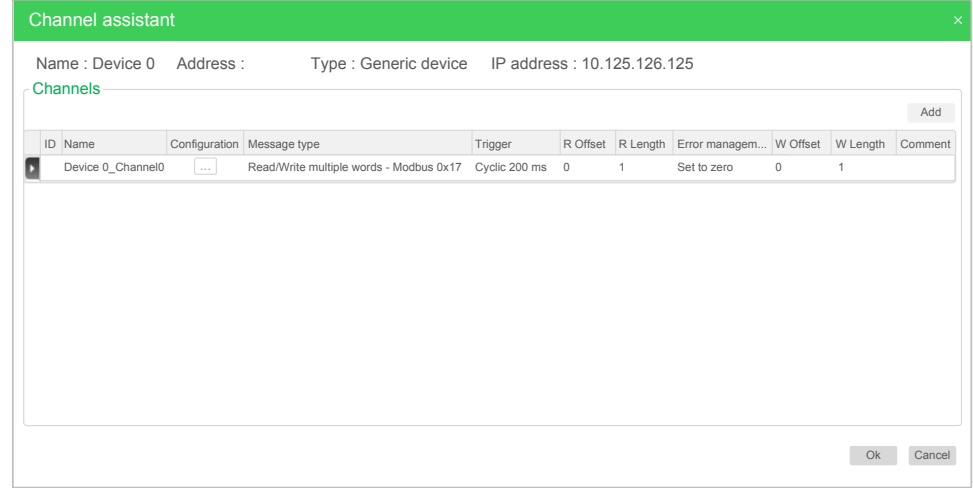 Channel assistant ×
Name : Device 0 Address : Type : Generic device IP address : 10.125.126.125
Channels
Add
ID Name Configuration Message type Trigger R Offset R Length Error managem... W Offset W Length Comment
Device 0_Channel0 ... Read/Write multiple words - Modbus 0x17 Cyclic 200 ms 0 1 Set to zero 0 1
Ok Cancel